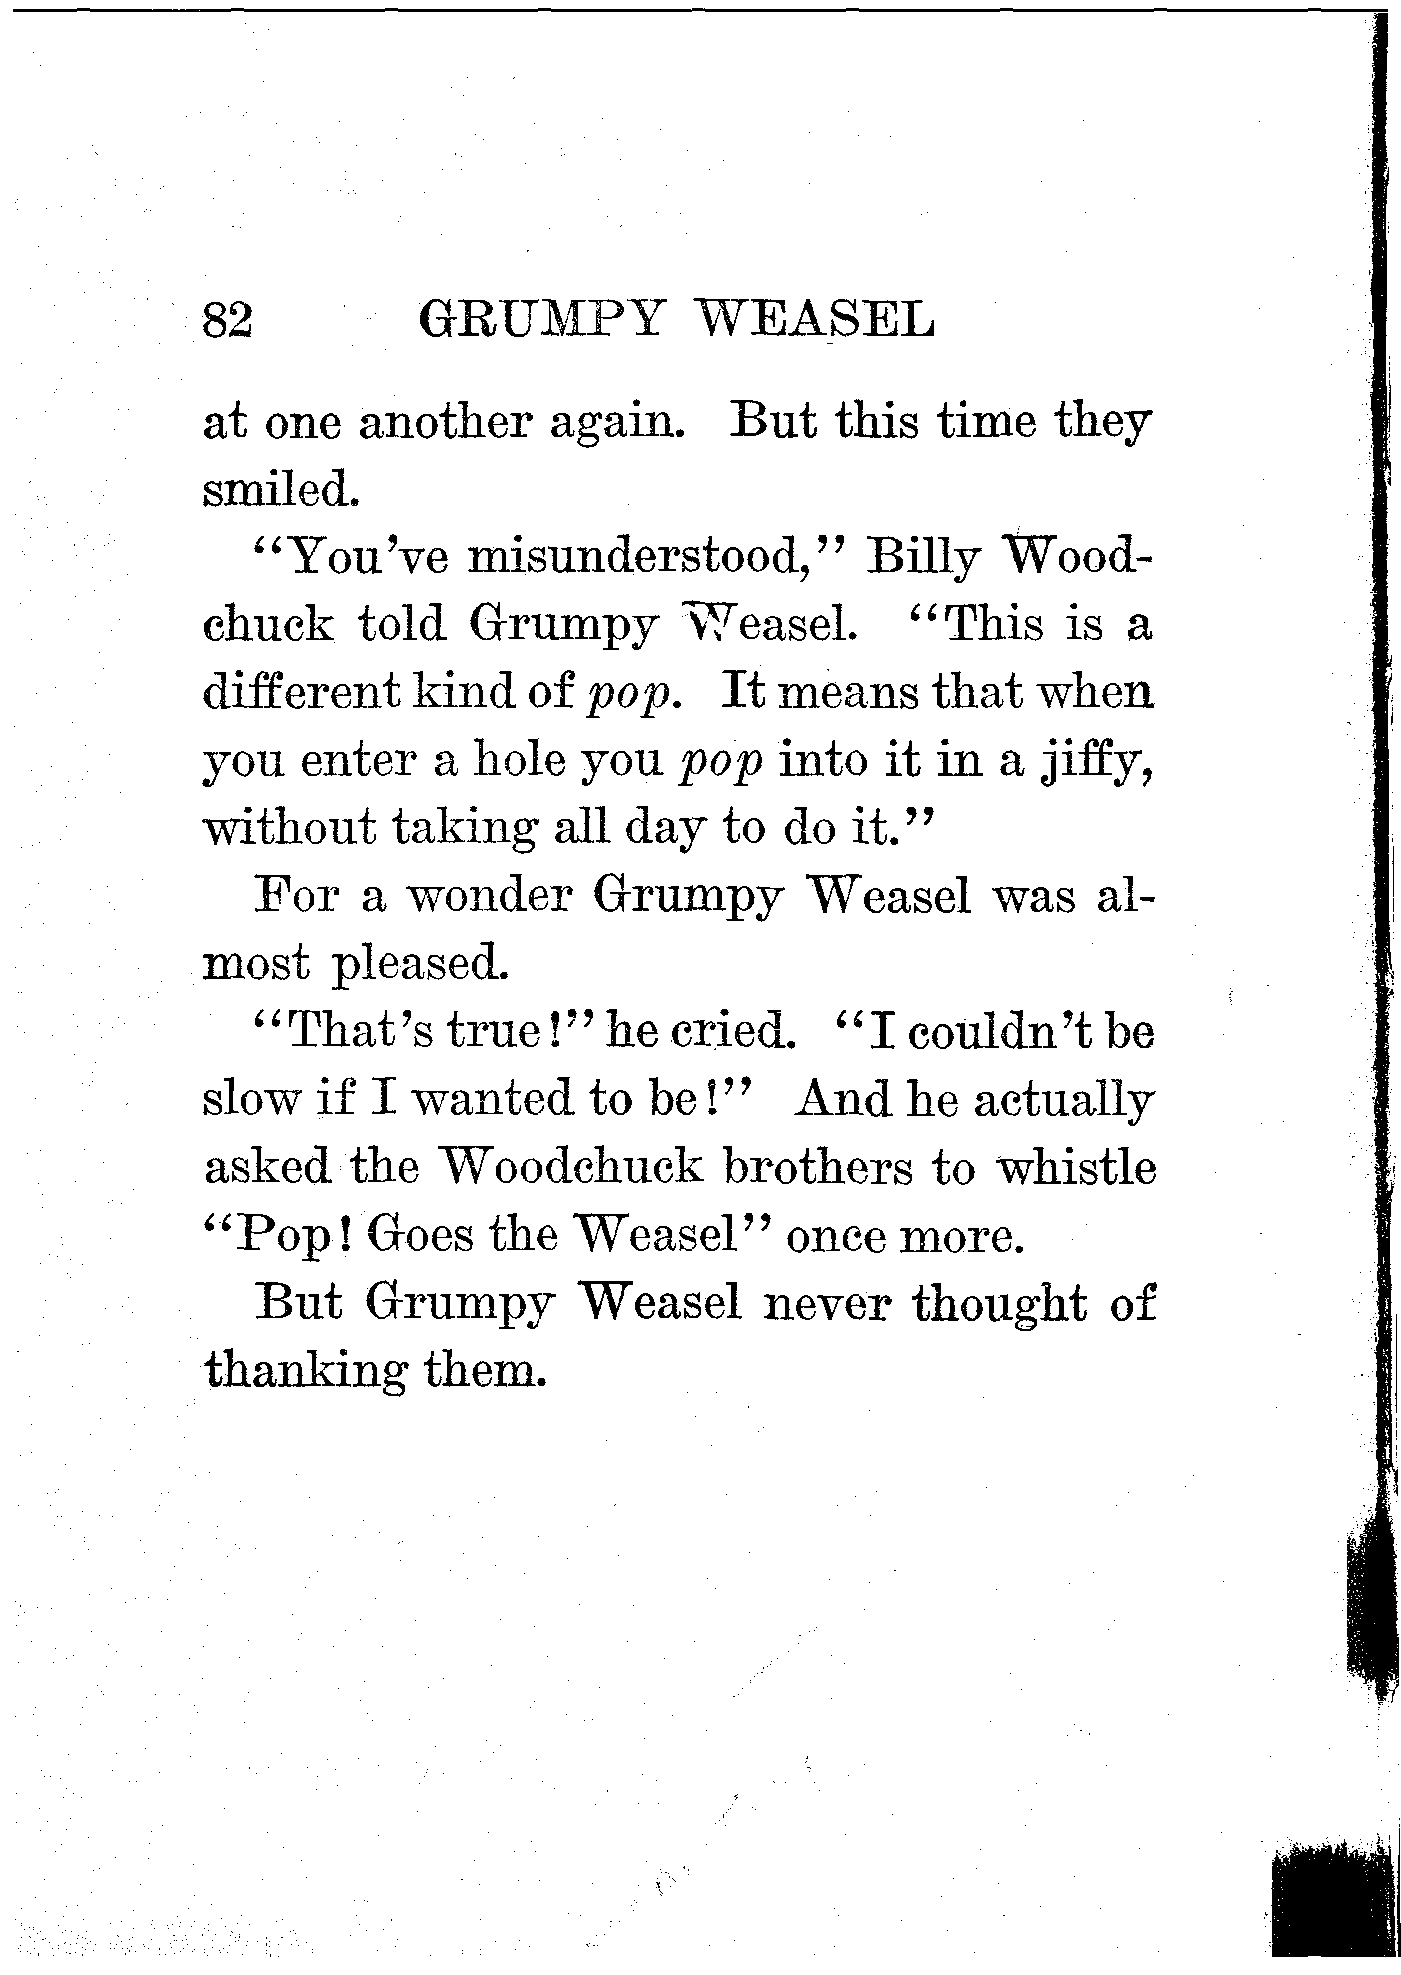 82 GRUMPY WEASEL
at one another again. But this time they
smiled.
"You've misunderstood," Billy Wood-
chuck told Grumpy Weasel. "This is a
different kind of pop. It means that when
you enter a hole you pop into it in a jiffy,
without taking all day to do it."
For a wonder Grumpy Weasel was al-
most pleased.
"That's true!" he cried. "I couldn't be
slow if I wanted to be!" And he actually
asked the Woodchuck brothers to whistle
"Pop! Goes the Weasel" once more.
But Grumpy Weasel never thought of
thanking them.